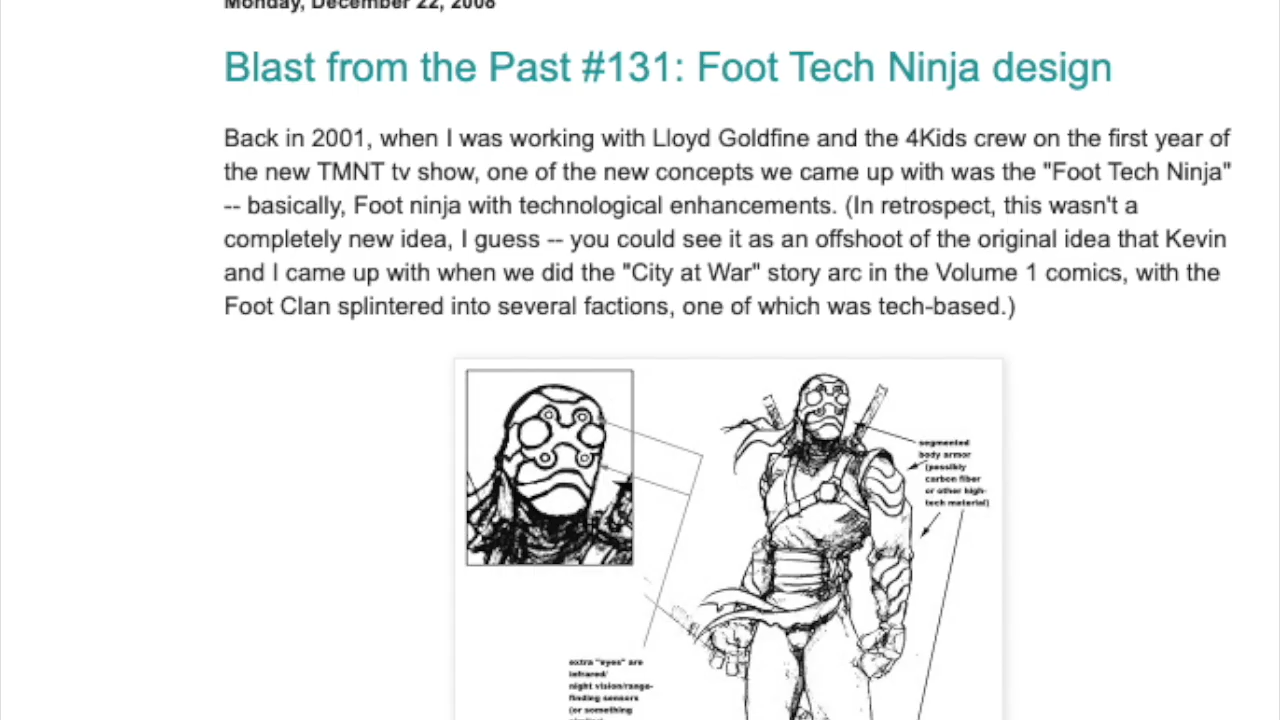 Monday, December 22, 2008
Blast from the Past #131: Foot Tech Ninja design
Back in 2001, when I was working with Lloyd Goldfine and the 4Kids crew on the first year of
the new TMNT tv show, one of the new concepts we came up with was the "Foot Tech Ninja"
-- basically, Foot ninja with technological enhancements. (In retrospect, this wasn't a
completely new idea, I guess -- you could see it as an offshoot of the original idea that Kevin
and I came up with when we did the "City at War" story arc in the Volume 1 comics, with the
Foot Clan splintered into several factions, one of which was tech-based.)
segmented
body armor
(possibly
carbon fiber
or other high-
tech material)
extra "eyes" are
infrared/
night vision/range-
finding sensors
(or something